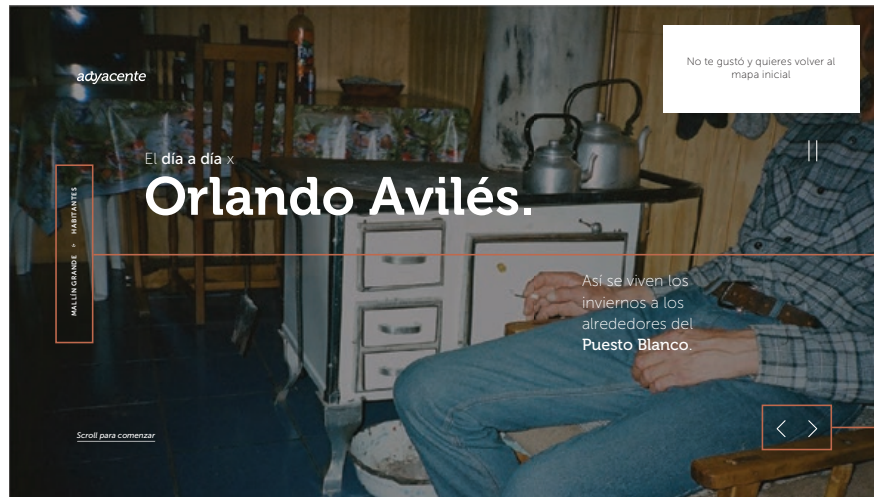 adyacente
No te gustó y quieres volver al
mapa inicial
El día a día x
Orlando Avilés.
MALLÍN GRANDE » HABITANTES
Así se viven los
inviernos a los
alrededores del
Puesto Blanco.
Scroll para comenzar